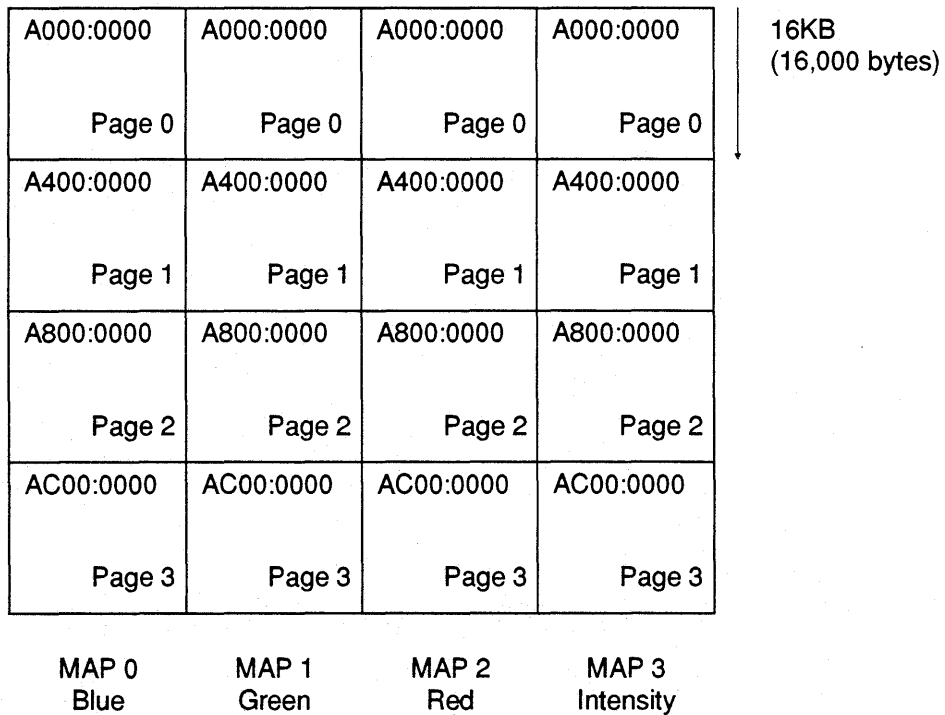 A000:0000 A000:0000 A000:0000 A000:0000
16KB
(16,000 bytes)
Page 0 Page 0 Page 0 Page 0
A400:0000 A400:0000 A400:0000 A400:0000
Page 1 Page 1 Page 1 Page 1
A800:0000 A800:0000 A800:0000 A800:0000
Page 2 Page 2 Page 2 Page 2
AC00:0000 AC00:0000 AC00:0000 AC00:0000
Page 3 Page 3 Page 3 Page 3
MAP 0 MAP 1 MAP 2 MAP 3
Blue Green Red Intensity